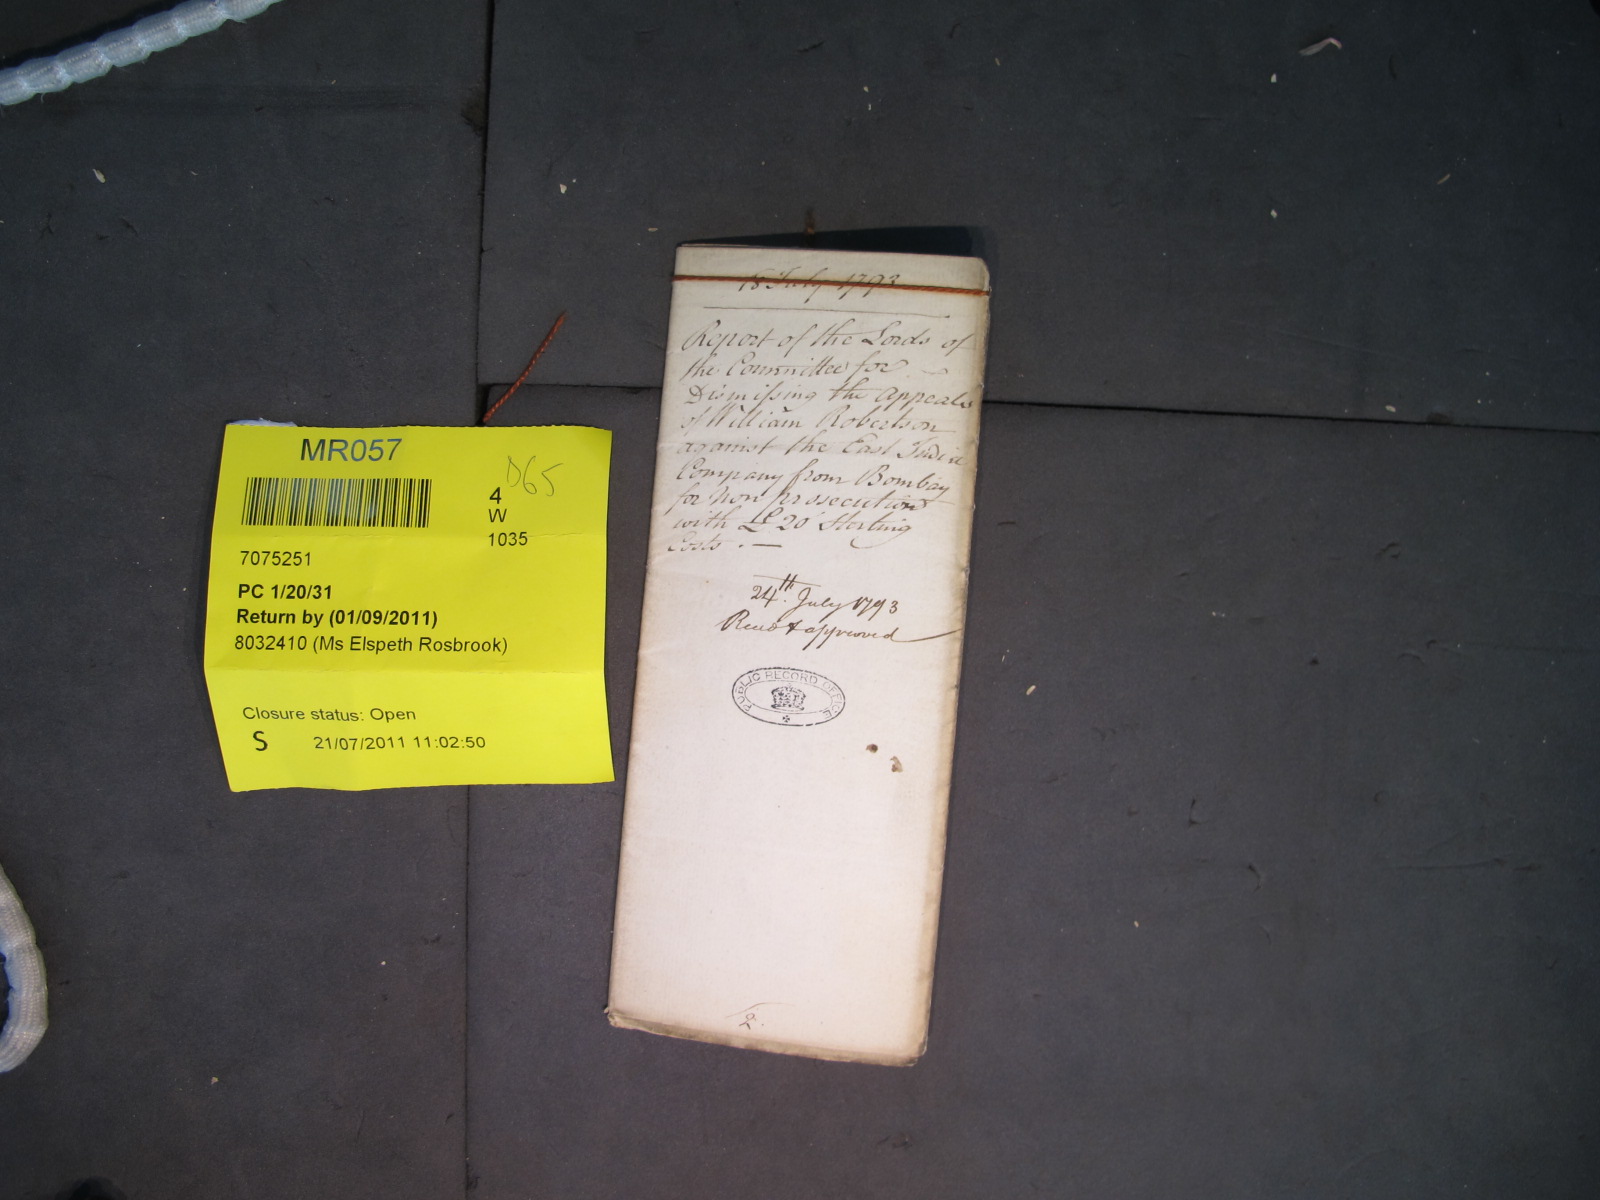 MR057
D65
4
W
1035
7075251
PC 1/20/31
Return by (01/09/2011)
8032410 (Ms Elspeth Rosbrook)
Closure status: Open
S 21/07/2011 11:02:50
18 July 1793
Report of the Lords of
the Committee for
Dismissing the Appeals
of William Robertson
against the East India
Company from Bombay
for Non prosecution
with £20 Sterling
Costs. —
24th. July 1793
Read & approved
PUBLIC RECORD OFFICE
2.